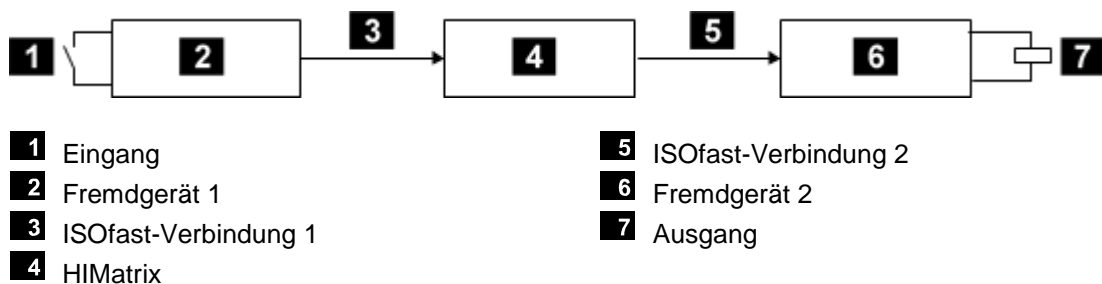 1 2 3 4 5 6 7
1 Eingang
2 Fremdgerät 1
3 ISOfast-Verbindung 1
4 HIMatrix
5 ISOfast-Verbindung 2
6 Fremdgerät 2
7 Ausgang